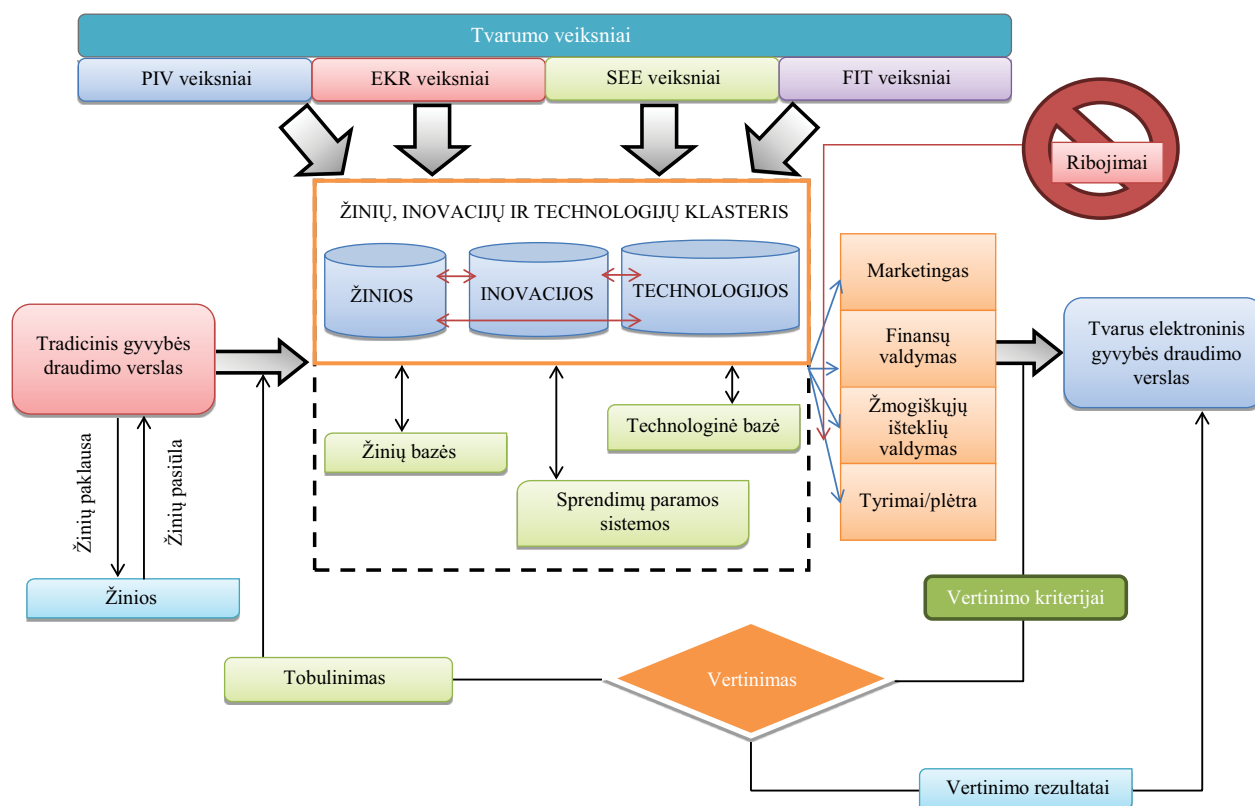 Tvarumo veiksniai
PIV veiksniai
EKR veiksniai
SEE veiksniai
FIT veiksniai
Ribojimai
ŽINIŲ, INOVACIJŲ IR TECHNOLOGIJŲ KLASTERIS
ŽINIOS
INOVACIJOS
TECHNOLOGIJOS
Marketingas
Finansų
valdymas
Žmogiškųjų
išteklių
valdymas
Tyrimai/plėtra
Tradicinis gyvybės
draudimo verslas
Tvarus elektroninis
gyvybės draudimo
verslas
Žinių bazės
Technologinė bazė
Sprendimų paramos
sistemos
Žinių paklausa
Žinių pasiūla
Žinios
Vertinimo kriterijai
Tobulinimas
Vertinimas
Vertinimo rezultatai